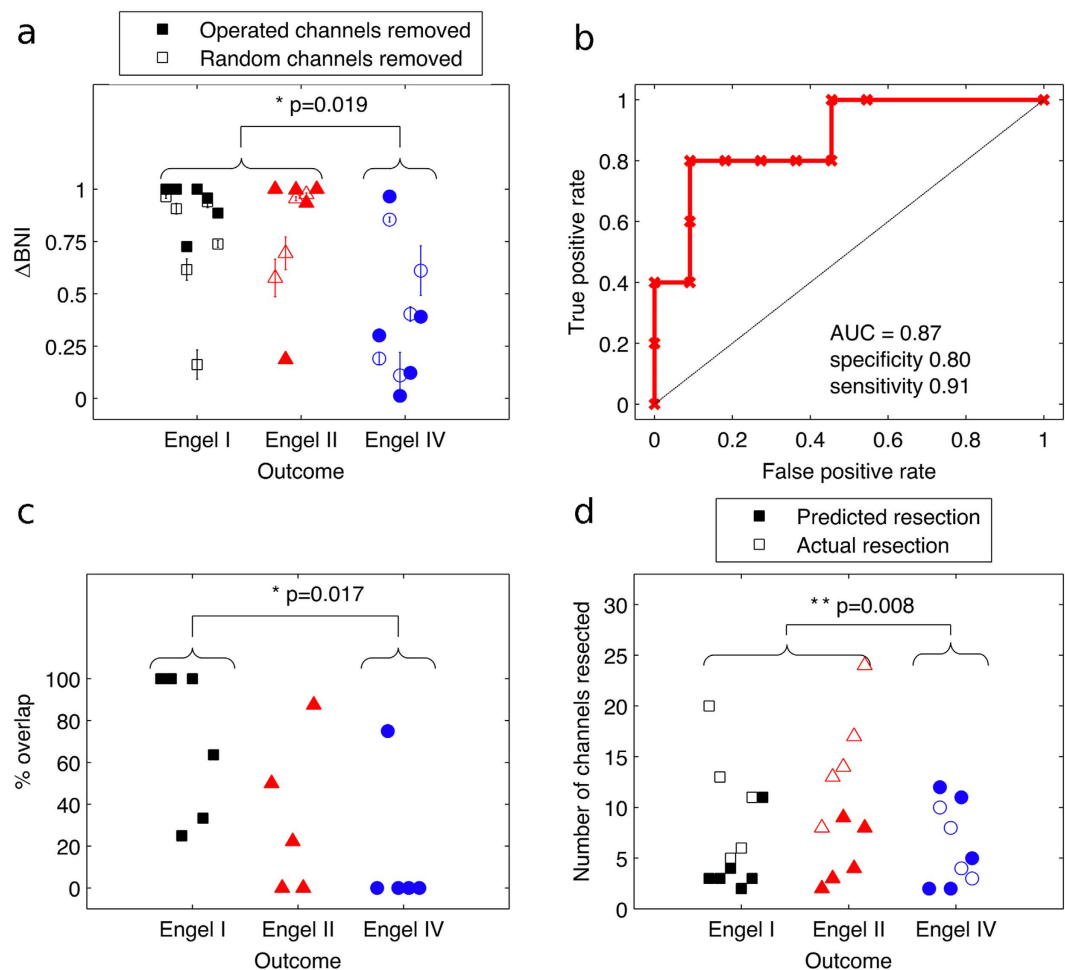 a
Operated channels removed
Random channels removed
* p=0.019
1
0.75
0.5
0.25
0
ΔBNI
Engel I Engel II Engel IV
Outcome
b
1
0.8
0.6
0.4
0.2
0
True positive rate
AUC = 0.87
specificity 0.80
sensitivity 0.91
0 0.2 0.4 0.6 0.8 1
False positive rate
c
* p=0.017
100
80
60
40
20
0
% overlap
Engel I Engel II Engel IV
Outcome
d
Predicted resection
Actual resection
** p=0.008
30
25
20
15
10
5
0
Number of channels resected
Engel I Engel II Engel IV
Outcome